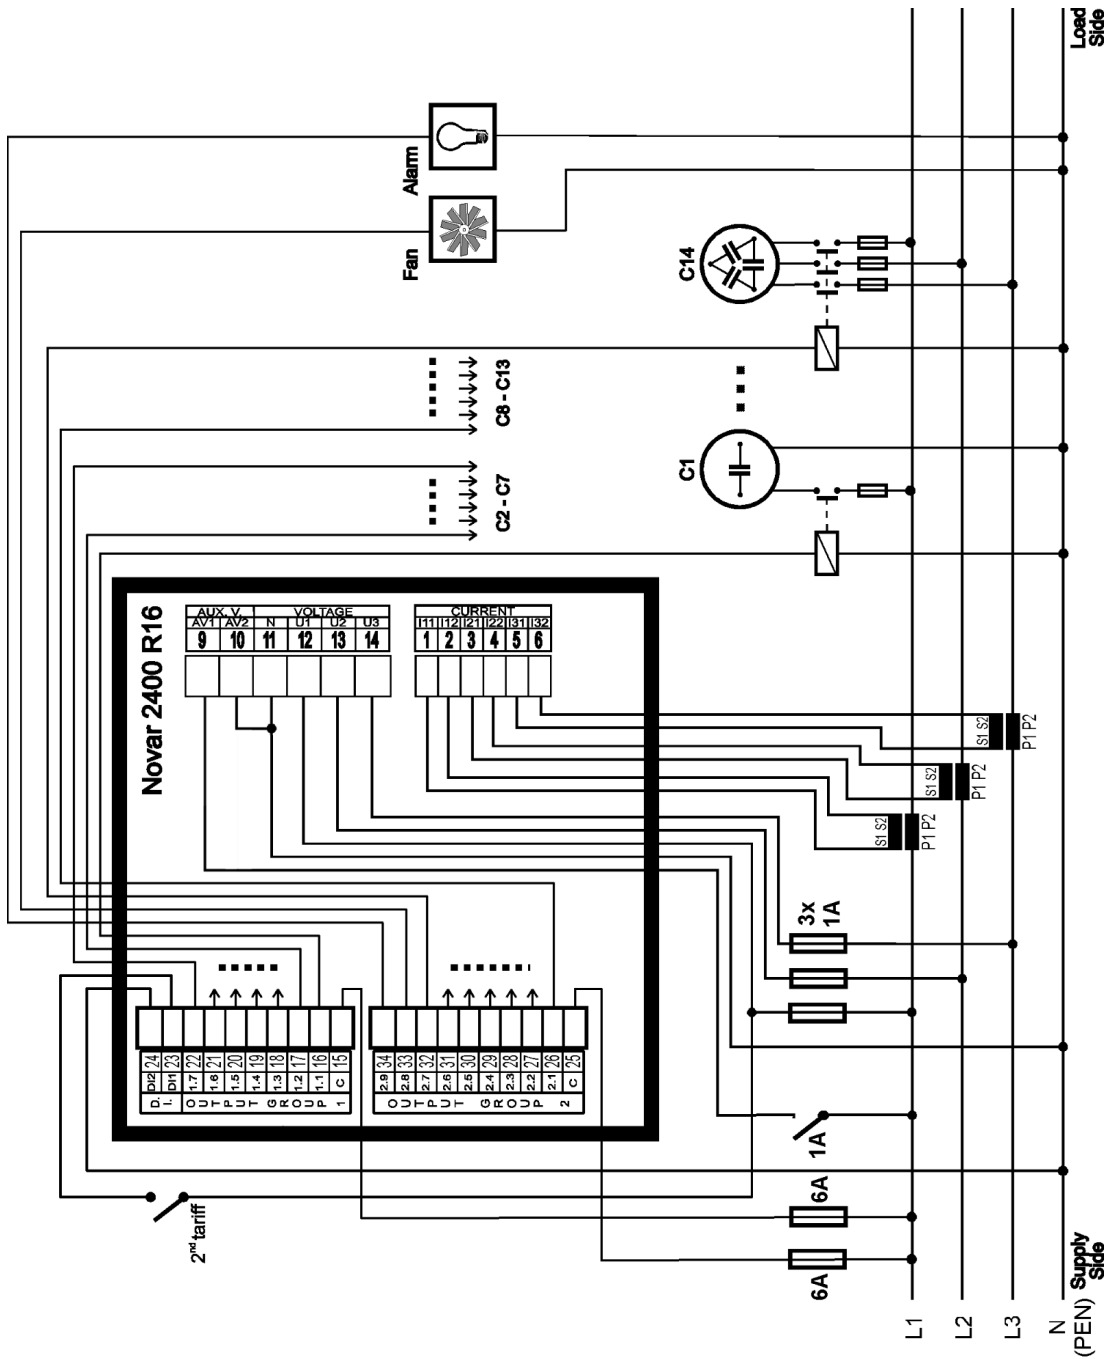 Load
Side
Alarm
Fan
C14
C8 - C13
C1
C2 - C7
Novar 2400 R16
AUX. V. VOLTAGE
AV1 AV2 N U1 U2 U3
9 10 11 12 13 14
CURRENT
I11 I12 I21 I22 I31 I32
1 2 3 4 5 6
S1 S2
P1 P2
S1 S2
P1 P2
S1 S2
P1 P2
3x
1A
24 23 22 21 20 19 18 17 16 15
DI2 DI1 1.7 1.6 1.5 1.4 1.3 1.2 1.1 C
D. I. OUTPUT GROUP 1
34 33 32 31 30 29 28 27 26 25
2.9 2.8 2.7 2.6 2.5 2.4 2.3 2.2 2.1 C
OUTPUT GROUP 2
1A
6A
6A
2nd tariff
L1
L2
L3
N
(PEN)
Supply
Side